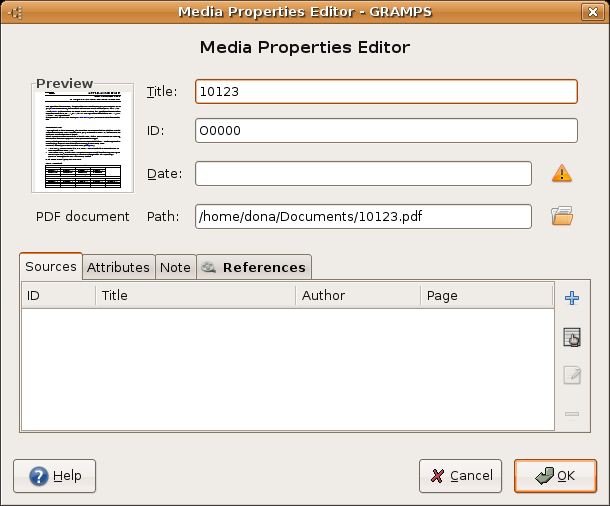 Media Properties Editor - GRAMPS
Media Properties Editor
Preview
Title: 10123
ID: O0000
Date:
PDF document Path: /home/dona/Documents/10123.pdf
Sources Attributes Note References
ID Title Author Page
Help Cancel OK